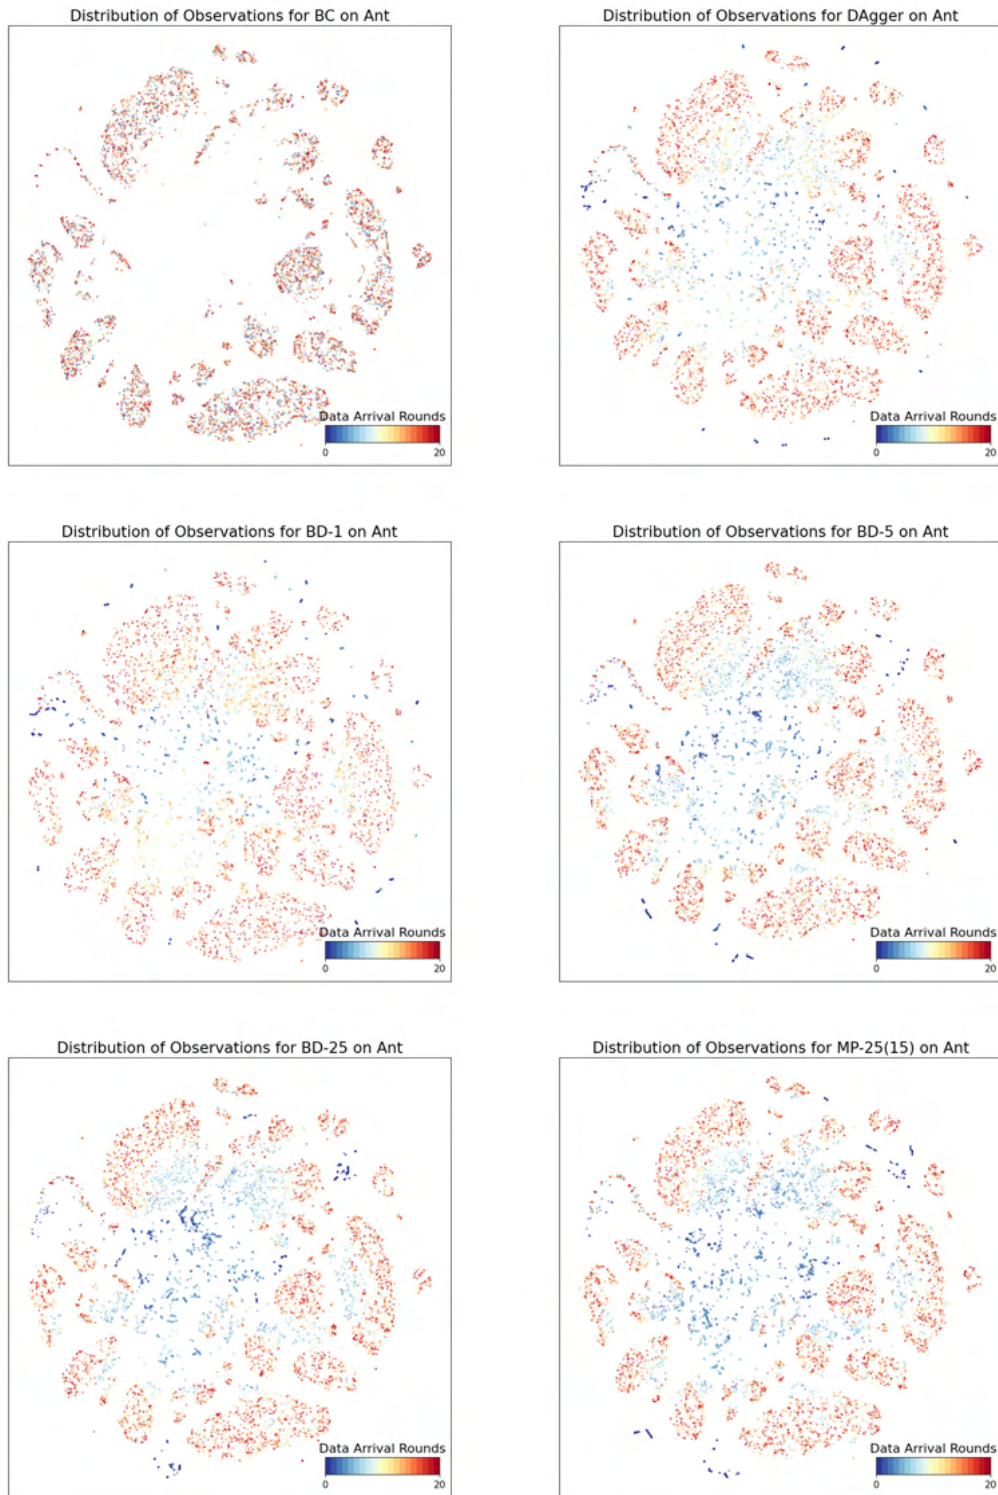 Distribution of Observations for BC on Ant
Data Arrival Rounds
0 20
Distribution of Observations for DAgger on Ant
Data Arrival Rounds
0 20
Distribution of Observations for BD-1 on Ant
Data Arrival Rounds
0 20
Distribution of Observations for BD-5 on Ant
Data Arrival Rounds
0 20
Distribution of Observations for BD-25 on Ant
Data Arrival Rounds
0 20
Distribution of Observations for MP-25(15) on Ant
Data Arrival Rounds
0 20